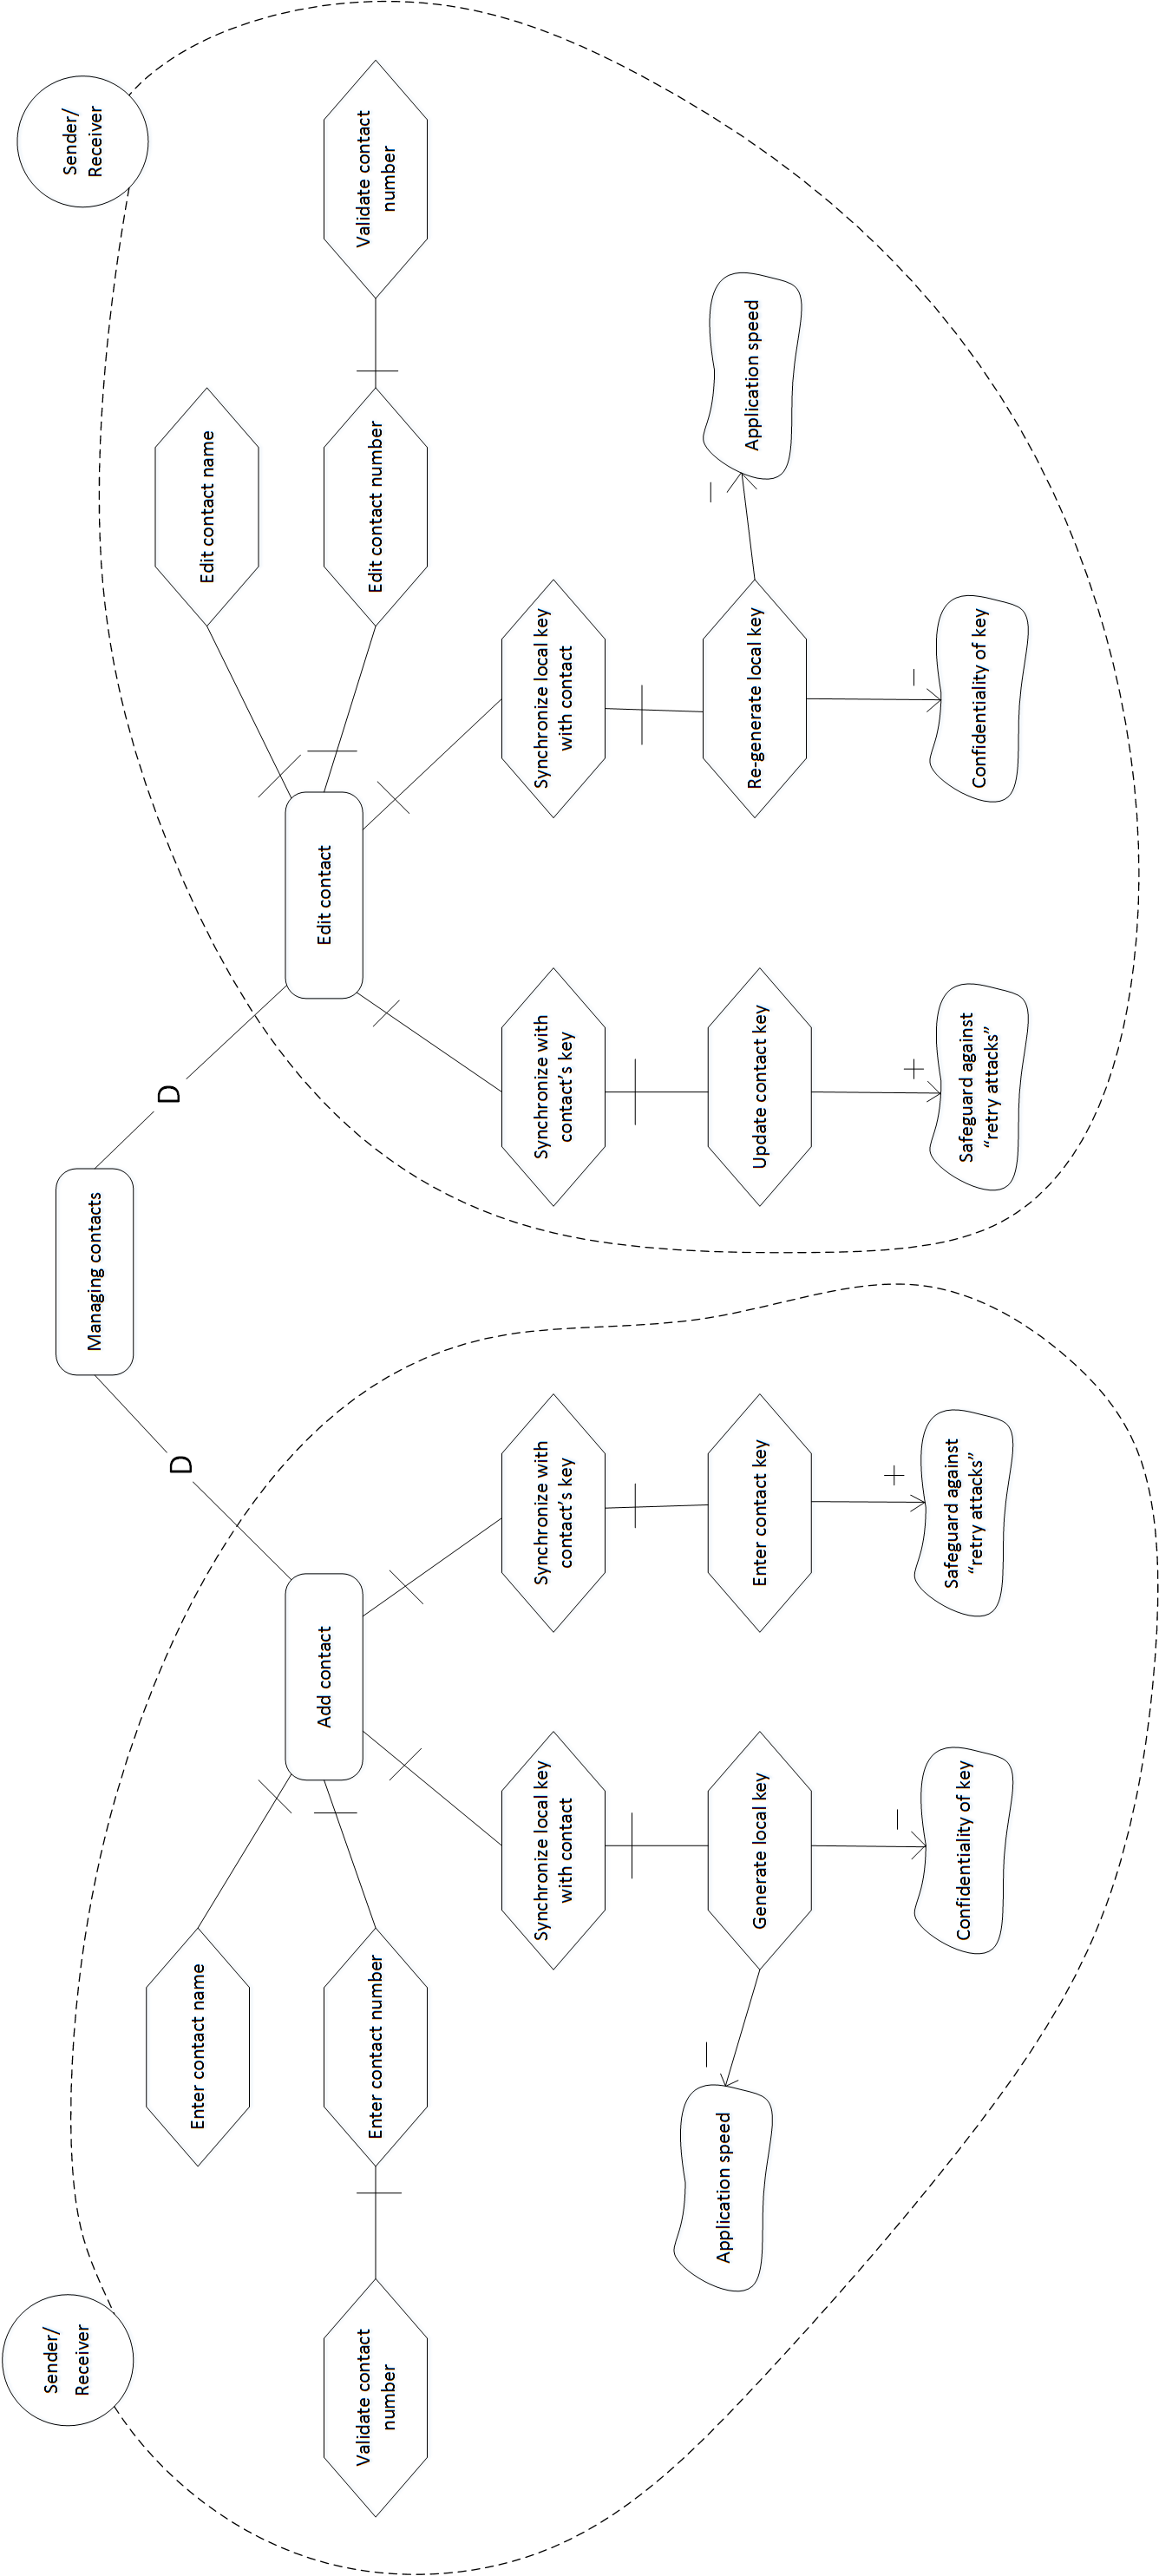 Sender/
Receiver
Managing contacts
Sender/
Receiver
D
D
Enter contact name
Edit contact name
Add contact
Edit contact
Validate contact
number
Enter contact number
Edit contact number
Validate contact
number
Synchronize local key
with contact
Synchronize with
contact's key
Synchronize with
contact's key
Synchronize local key
with contact
–
Application speed
Generate local key
Enter contact key
Update contact key
Re-generate local key
–
Application speed
–
+
+
–
Confidentiality of key
Safeguard against
“retry attacks”
Safeguard against
“retry attacks”
Confidentiality of key